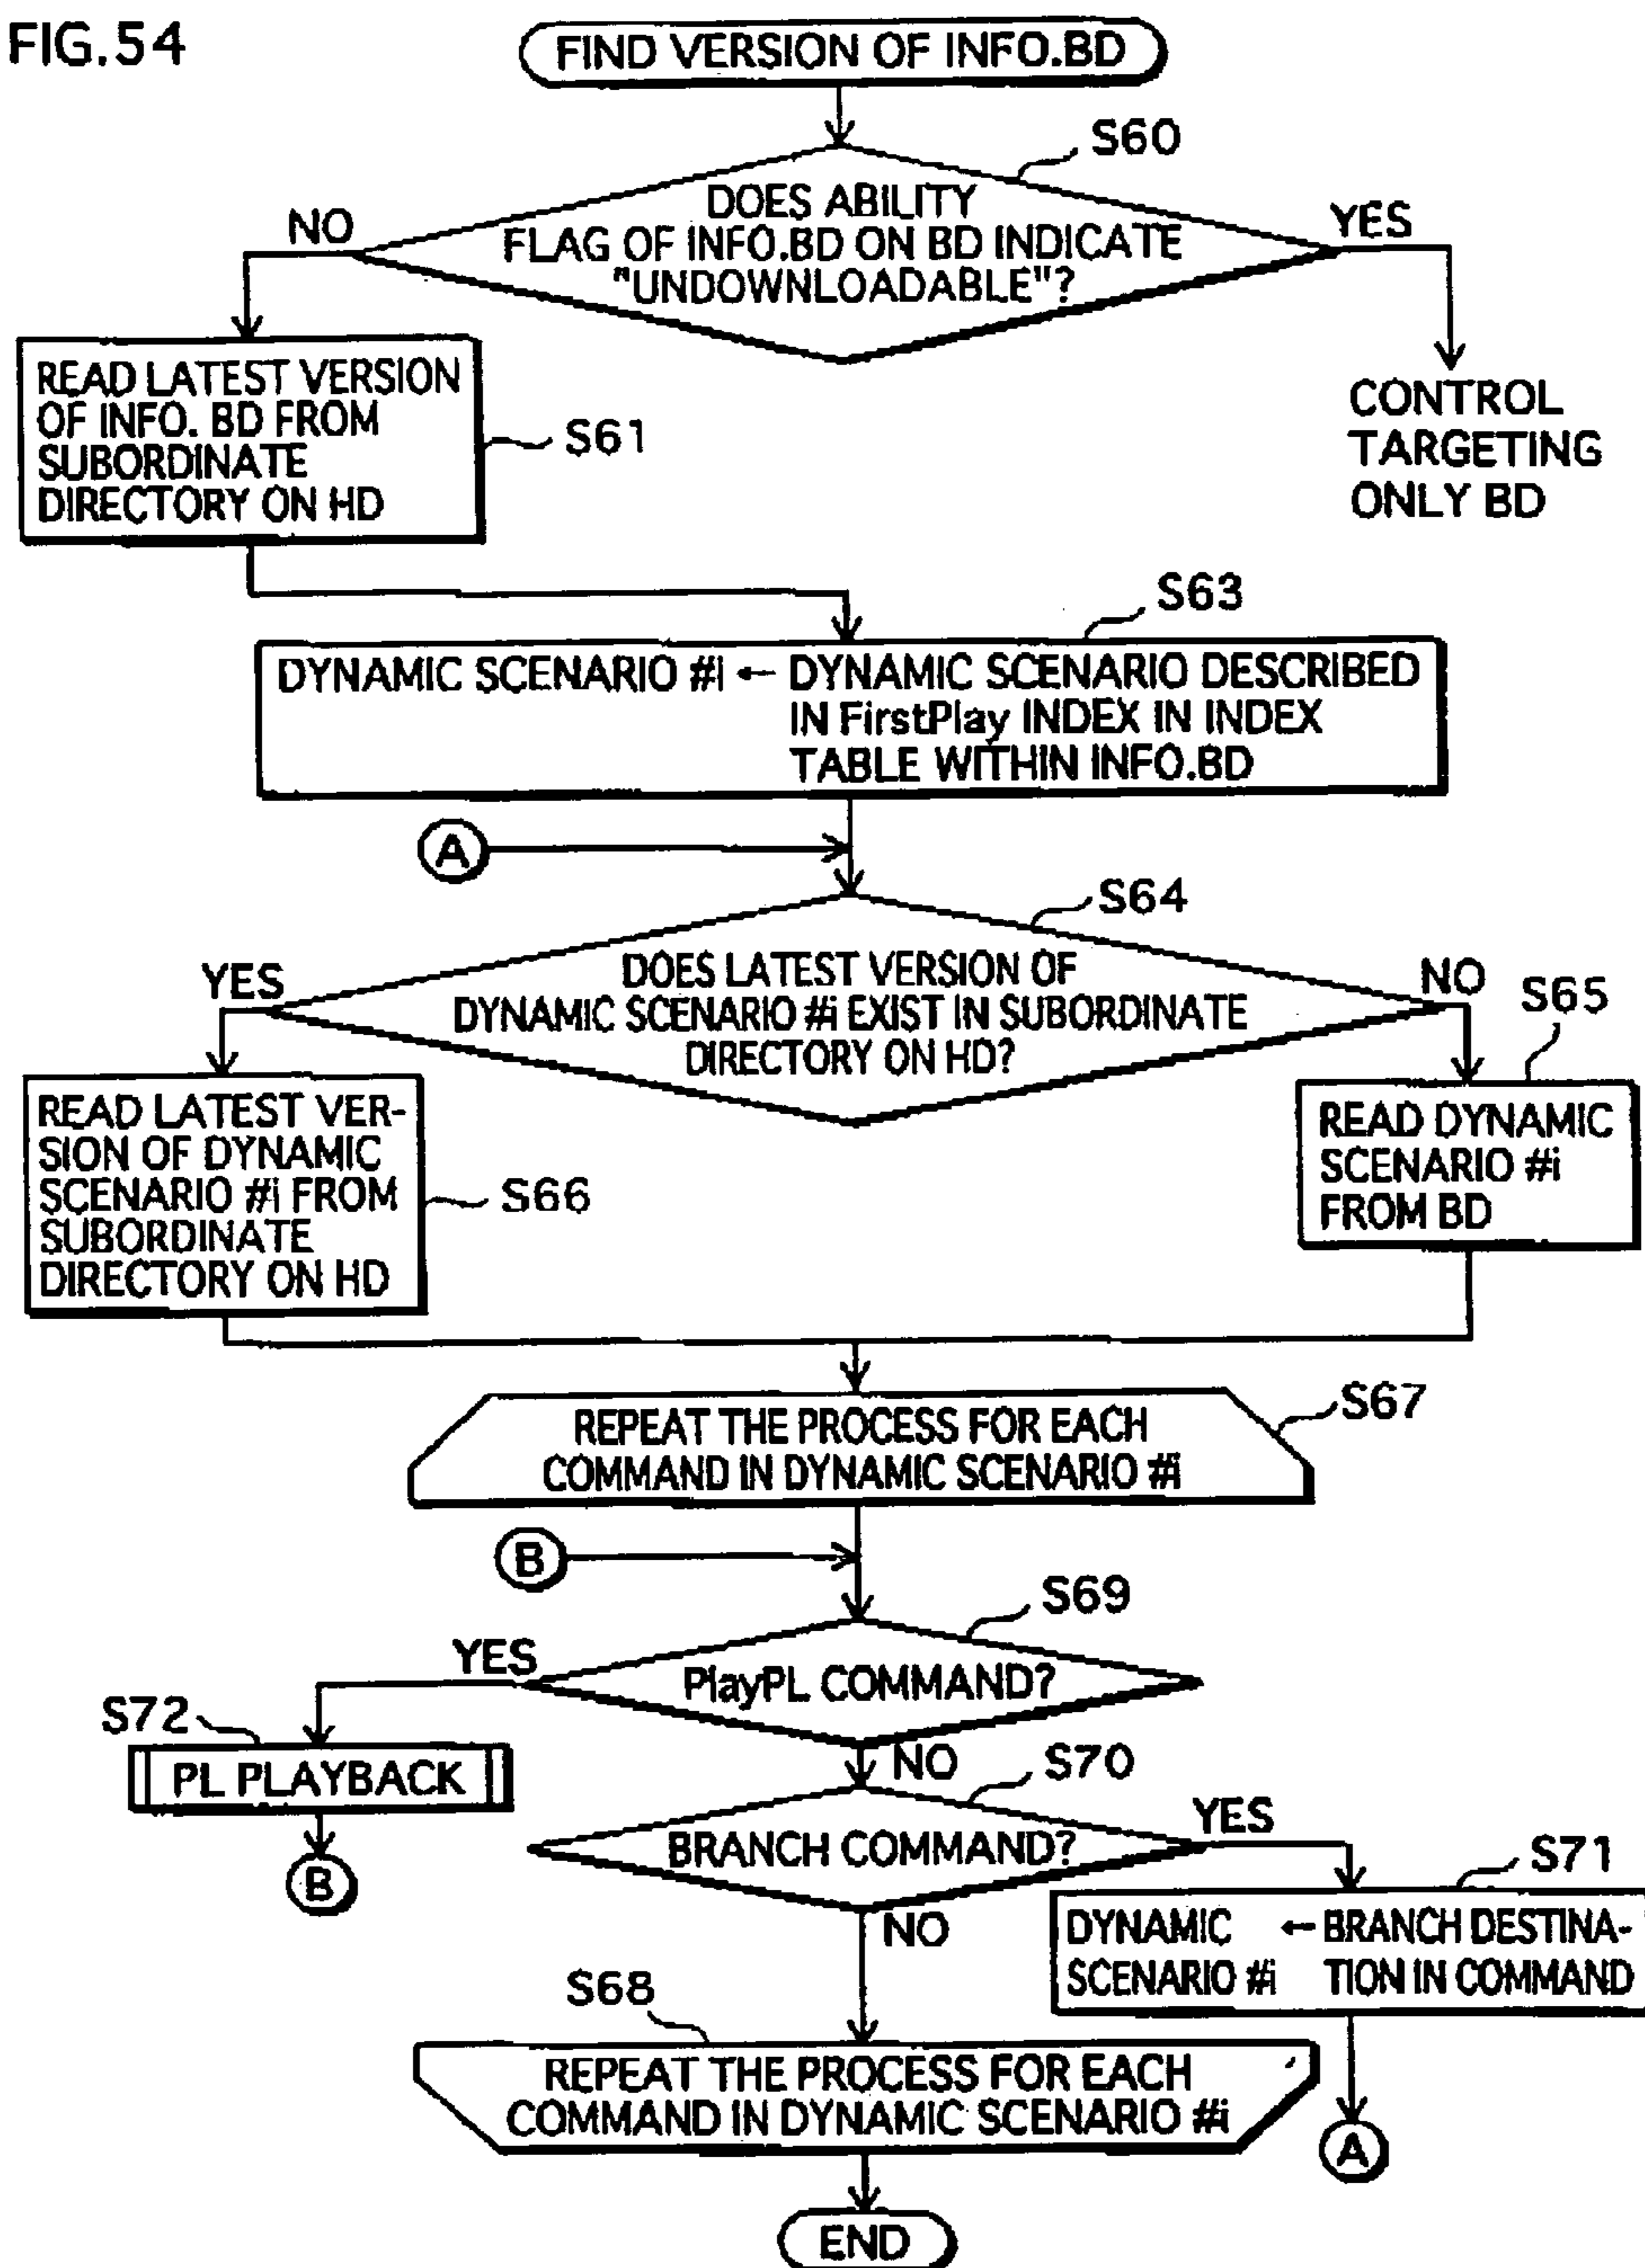 FIG.54
FIND VERSION OF INFO.BD
S60
DOES ABILITY
FLAG OF INFO.BD ON BD INDICATE
"UNDOWNLOADABLE"?
NO
YES
READ LATEST VERSION
OF INFO. BD FROM
SUBORDINATE
DIRECTORY ON HD
S61
CONTROL
TARGETING
ONLY BD
S63
DYNAMIC SCENARIO #i ← DYNAMIC SCENARIO DESCRIBED
IN FirstPlay INDEX IN INDEX
TABLE WITHIN INFO.BD
A
S64
DOES LATEST VERSION OF
DYNAMIC SCENARIO #i EXIST IN SUBORDINATE
DIRECTORY ON HD?
YES
NO
S65
READ LATEST VER-
SION OF DYNAMIC
SCENARIO #i FROM
SUBORDINATE
DIRECTORY ON HD
S66
READ DYNAMIC
SCENARIO #i
FROM BD
S67
REPEAT THE PROCESS FOR EACH
COMMAND IN DYNAMIC SCENARIO #i
B
S69
PlayPL COMMAND?
YES
S72
PL PLAYBACK
B
NO
S70
BRANCH COMMAND?
YES
S71
DYNAMIC ← BRANCH DESTINA-
SCENARIO #i TION IN COMMAND
NO
S68
REPEAT THE PROCESS FOR EACH
COMMAND IN DYNAMIC SCENARIO #i
A
END